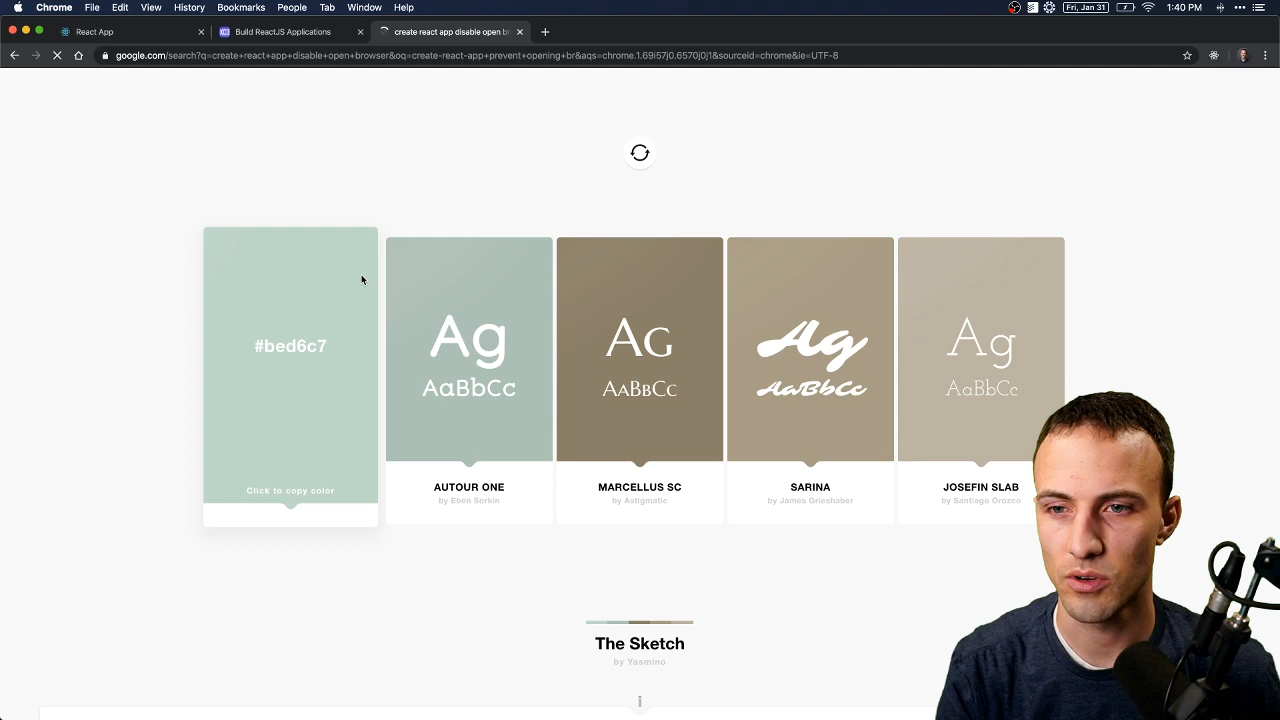 Chrome File Edit View History Bookmarks People Tab Window Help Fri, Jan 31 1:40 PM
React App Build ReactJS Applications create react app disable open br
google.com/search?q=create+react+app+disable+open+browser&oq=create-react-app+prevent+opening+br&aqs=chrome.1.69i57j0.6570j0j1&sourceid=chrome&ie=UTF-8
#bed6c7
Click to copy color
Ag
AaBbCc
AUTOUR ONE
by Eben Sorkin
Ag
AaBbCc
MARCELLUS SC
by Astigmatic
Ag
AaBbCc
SARINA
by James Grieshaber
Ag
AaBbCc
JOSEFIN SLAB
by Santiago Orozco
The Sketch
by Yasmino
i